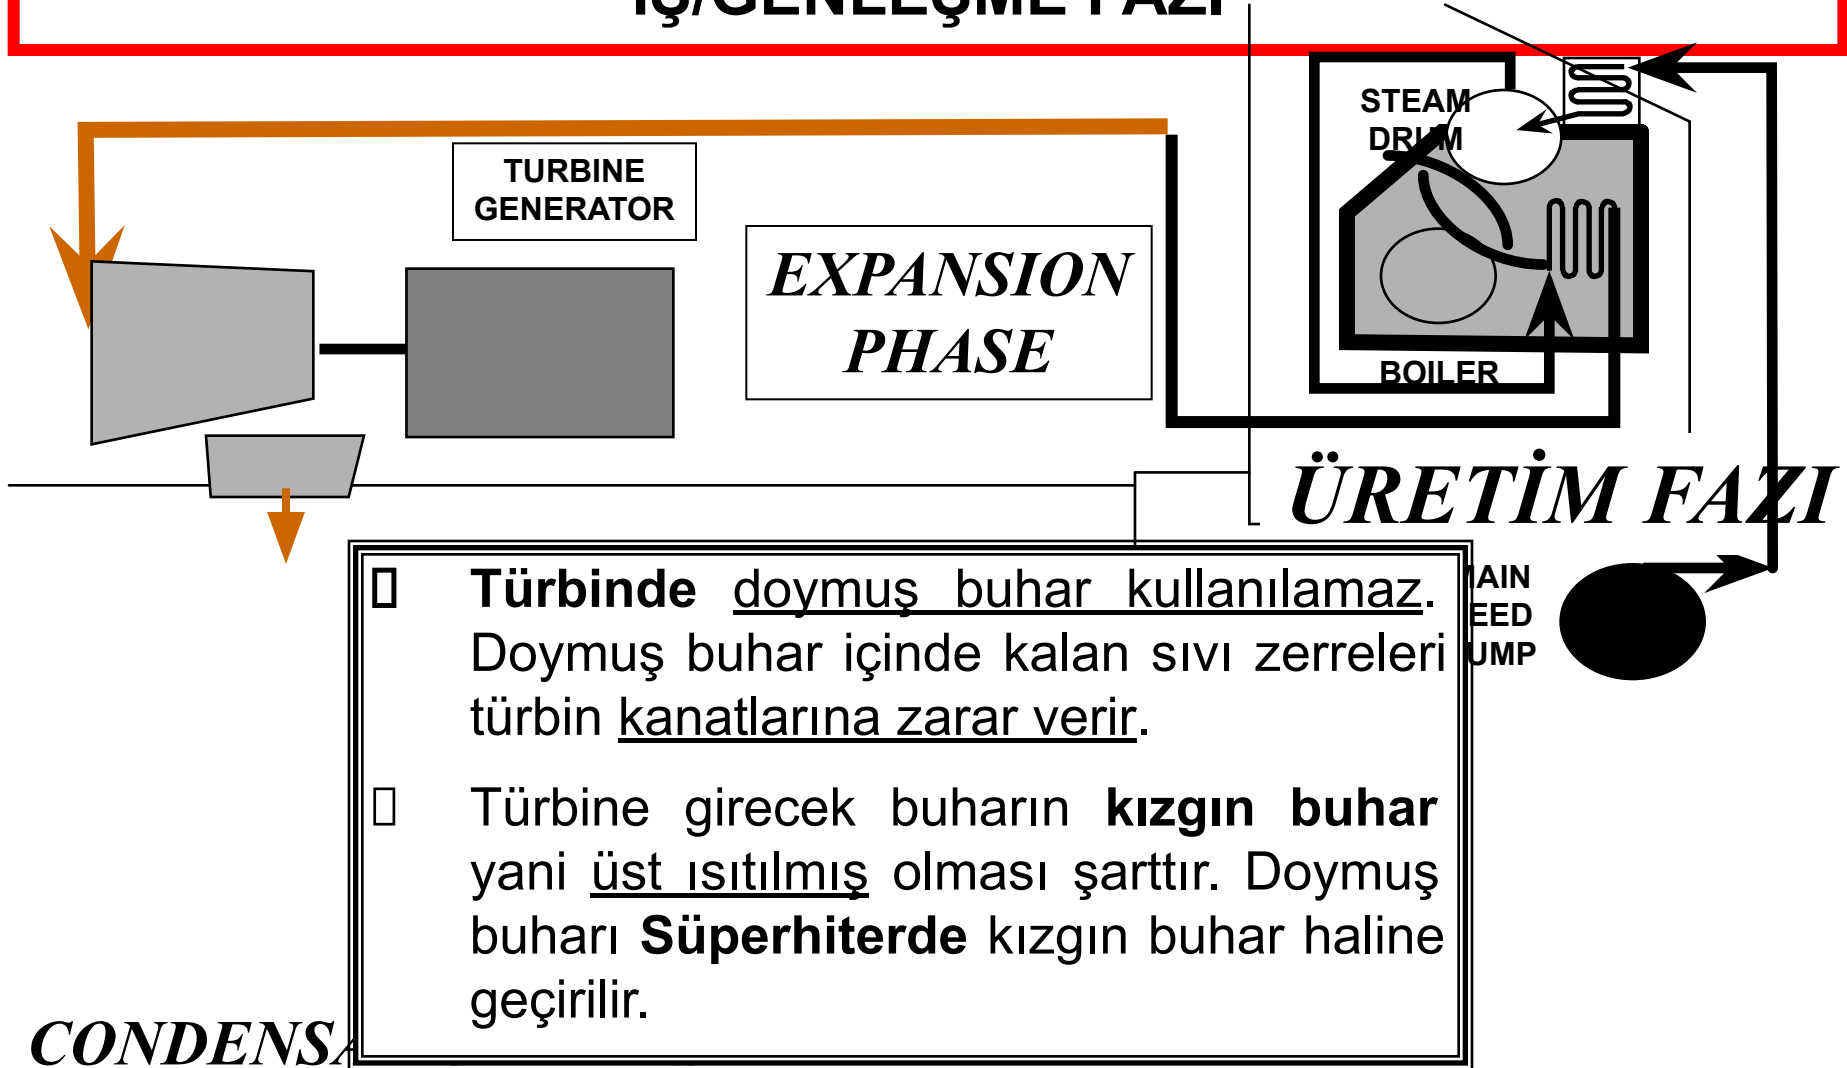 İŞ/GENLEŞME FAZI
STEAM
DRUM
TURBINE
GENERATOR
EXPANSION
PHASE
BOILER
ÜRETİM FAZI
Türbinde doymuş buhar kullanılamaz.
Doymuş buhar içinde kalan sıvı zerreleri
türbin kanatlarına zarar verir.
Türbine girecek buharın kızgın buhar
yani üst ısıtılmış olması şarttır. Doymuş
buharı Süperhiterde kızgın buhar haline
geçirilir.